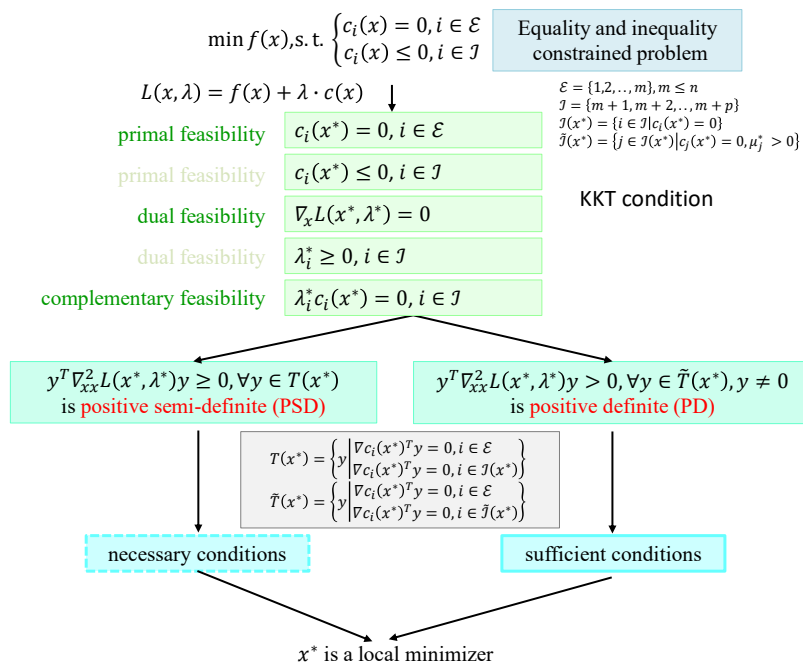 min f(x), s.t. { c_i(x) = 0, i ∈ ℰ
c_i(x) ≤ 0, i ∈ ℐ
Equality and inequality
constrained problem
L(x, λ) = f(x) + λ · c(x)
ℰ = {1,2,..,m}, m ≤ n
ℐ = {m + 1, m + 2,..,m + p}
ℐ(x*) = {i ∈ ℐ|c_i(x*) = 0}
ℐ̃(x*) = {j ∈ ℐ(x*)|c_j(x*) = 0, μ_j* > 0}
primal feasibility c_i(x*) = 0, i ∈ ℰ
primal feasibility c_i(x*) ≤ 0, i ∈ ℐ
KKT condition
dual feasibility ∇_x L(x*, λ*) = 0
dual feasibility λ_i* ≥ 0, i ∈ ℐ
complementary feasibility λ_i* c_i(x*) = 0, i ∈ ℐ
y^T ∇²_xx L(x*, λ*)y ≥ 0, ∀y ∈ T(x*)
is positive semi-definite (PSD)
y^T ∇²_xx L(x*, λ*)y > 0, ∀y ∈ T̃(x*), y ≠ 0
is positive definite (PD)
T(x*) = { y | ∇c_i(x*)^T y = 0, i ∈ ℰ
∇c_i(x*)^T y = 0, i ∈ ℐ(x*) }
T̃(x*) = { y | ∇c_i(x*)^T y = 0, i ∈ ℰ
∇c_i(x*)^T y = 0, i ∈ ℐ̃(x*) }
necessary conditions
sufficient conditions
x* is a local minimizer